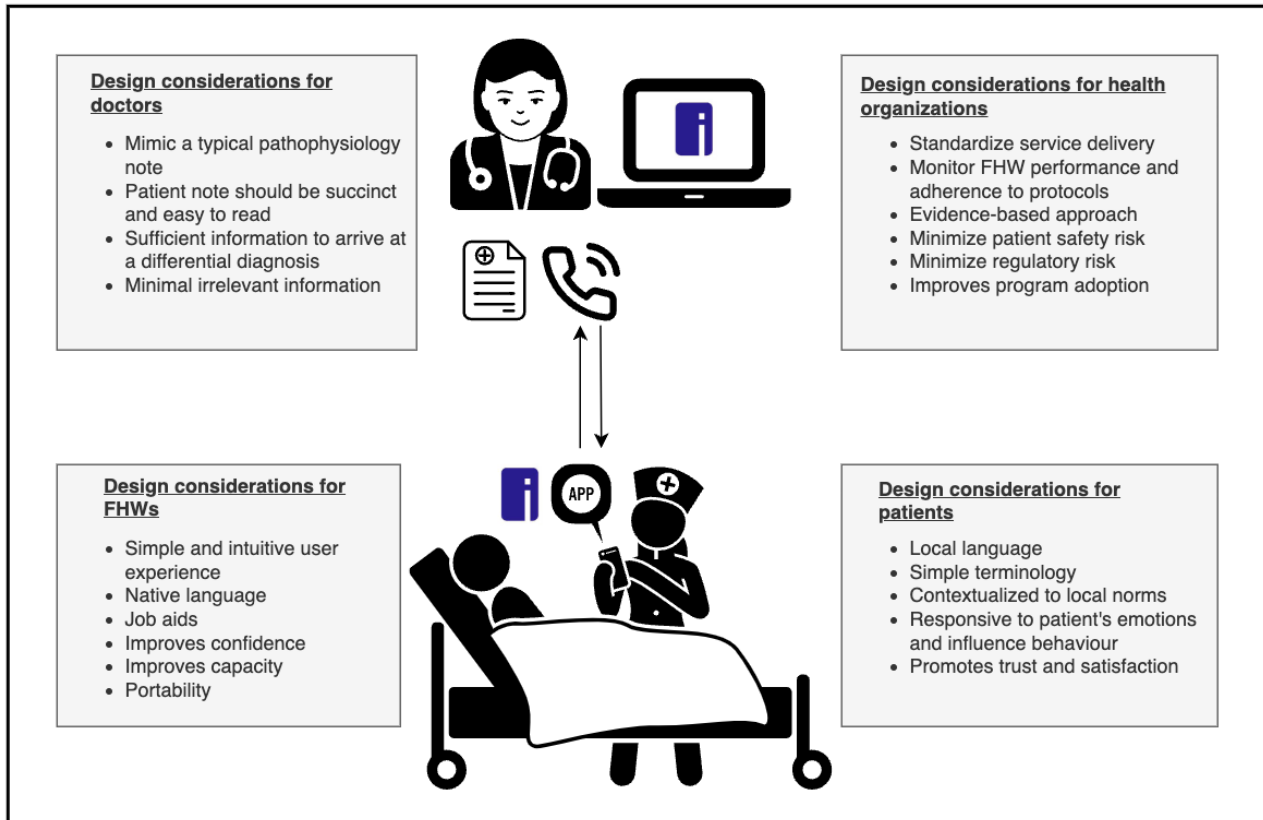 Design considerations for
doctors
• Mimic a typical pathophysiology
note
• Patient note should be succinct
and easy to read
• Sufficient information to arrive at
a differential diagnosis
• Minimal irrelevant information
Design considerations for health
organizations
• Standardize service delivery
• Monitor FHW performance and
adherence to protocols
• Evidence-based approach
• Minimize patient safety risk
• Minimize regulatory risk
• Improves program adoption
Design considerations for
FHWs
• Simple and intuitive user
experience
• Native language
• Job aids
• Improves confidence
• Improves capacity
• Portability
APP
Design considerations for
patients
• Local language
• Simple terminology
• Contextualized to local norms
• Responsive to patient's emotions
and influence behaviour
• Promotes trust and satisfaction